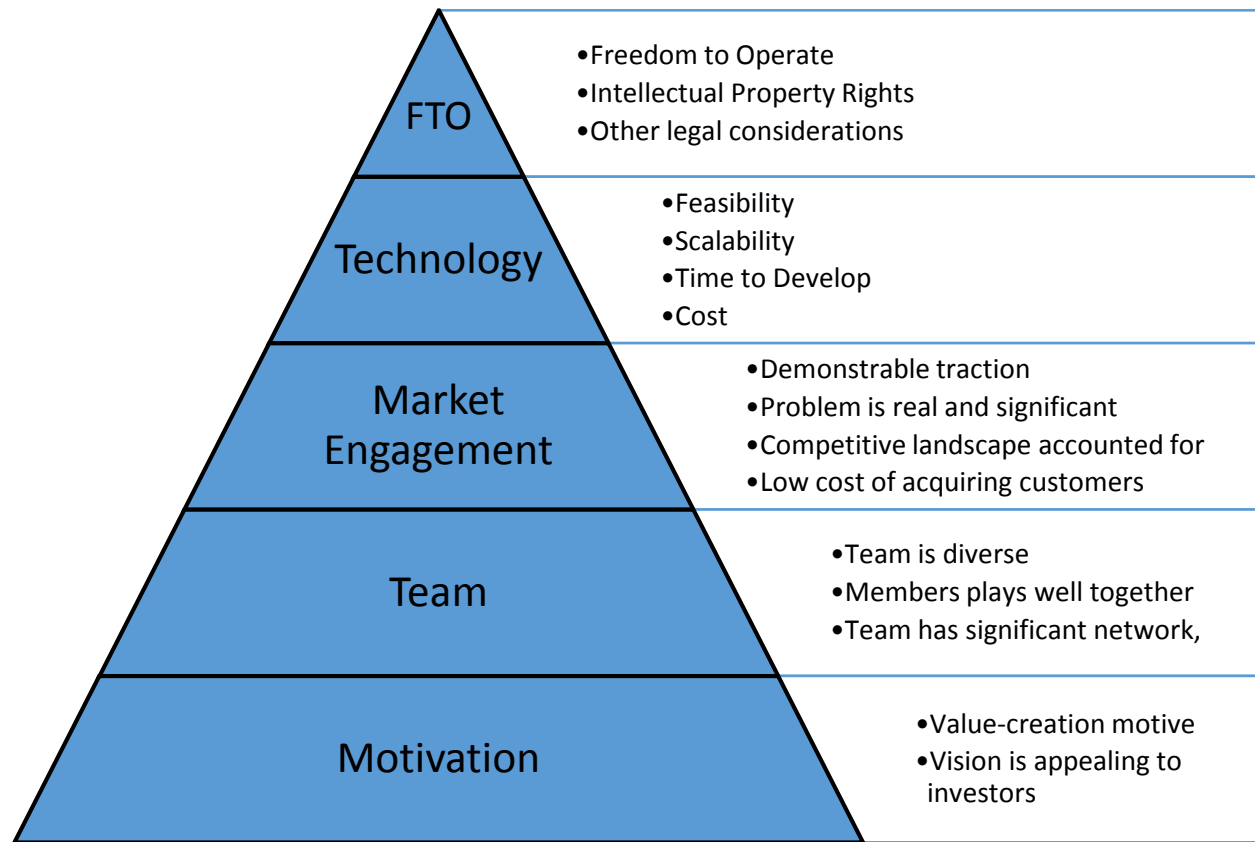 FTO
•Freedom to Operate
•Intellectual Property Rights
•Other legal considerations
Technology
•Feasibility
•Scalability
•Time to Develop
•Cost
Market
Engagement
•Demonstrable traction
•Problem is real and significant
•Competitive landscape accounted for
•Low cost of acquiring customers
Team
•Team is diverse
•Members plays well together
•Team has significant network,
Motivation
•Value-creation motive
•Vision is appealing to
investors